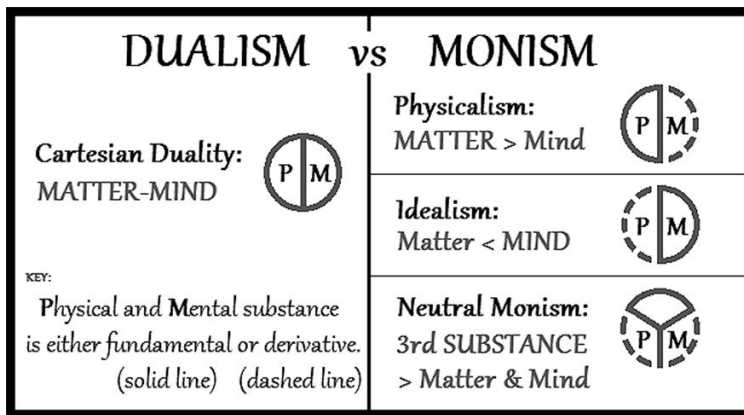 DUALISM vs MONISM
Cartesian Duality:
MATTER-MIND
P M
KEY:
Physical and Mental substance
is either fundamental or derivative.
(solid line) (dashed line)
Physicalism:
MATTER > Mind
P M
Idealism:
Matter < MIND
P M
Neutral Monism:
3rd SUBSTANCE
> Matter & Mind
P M